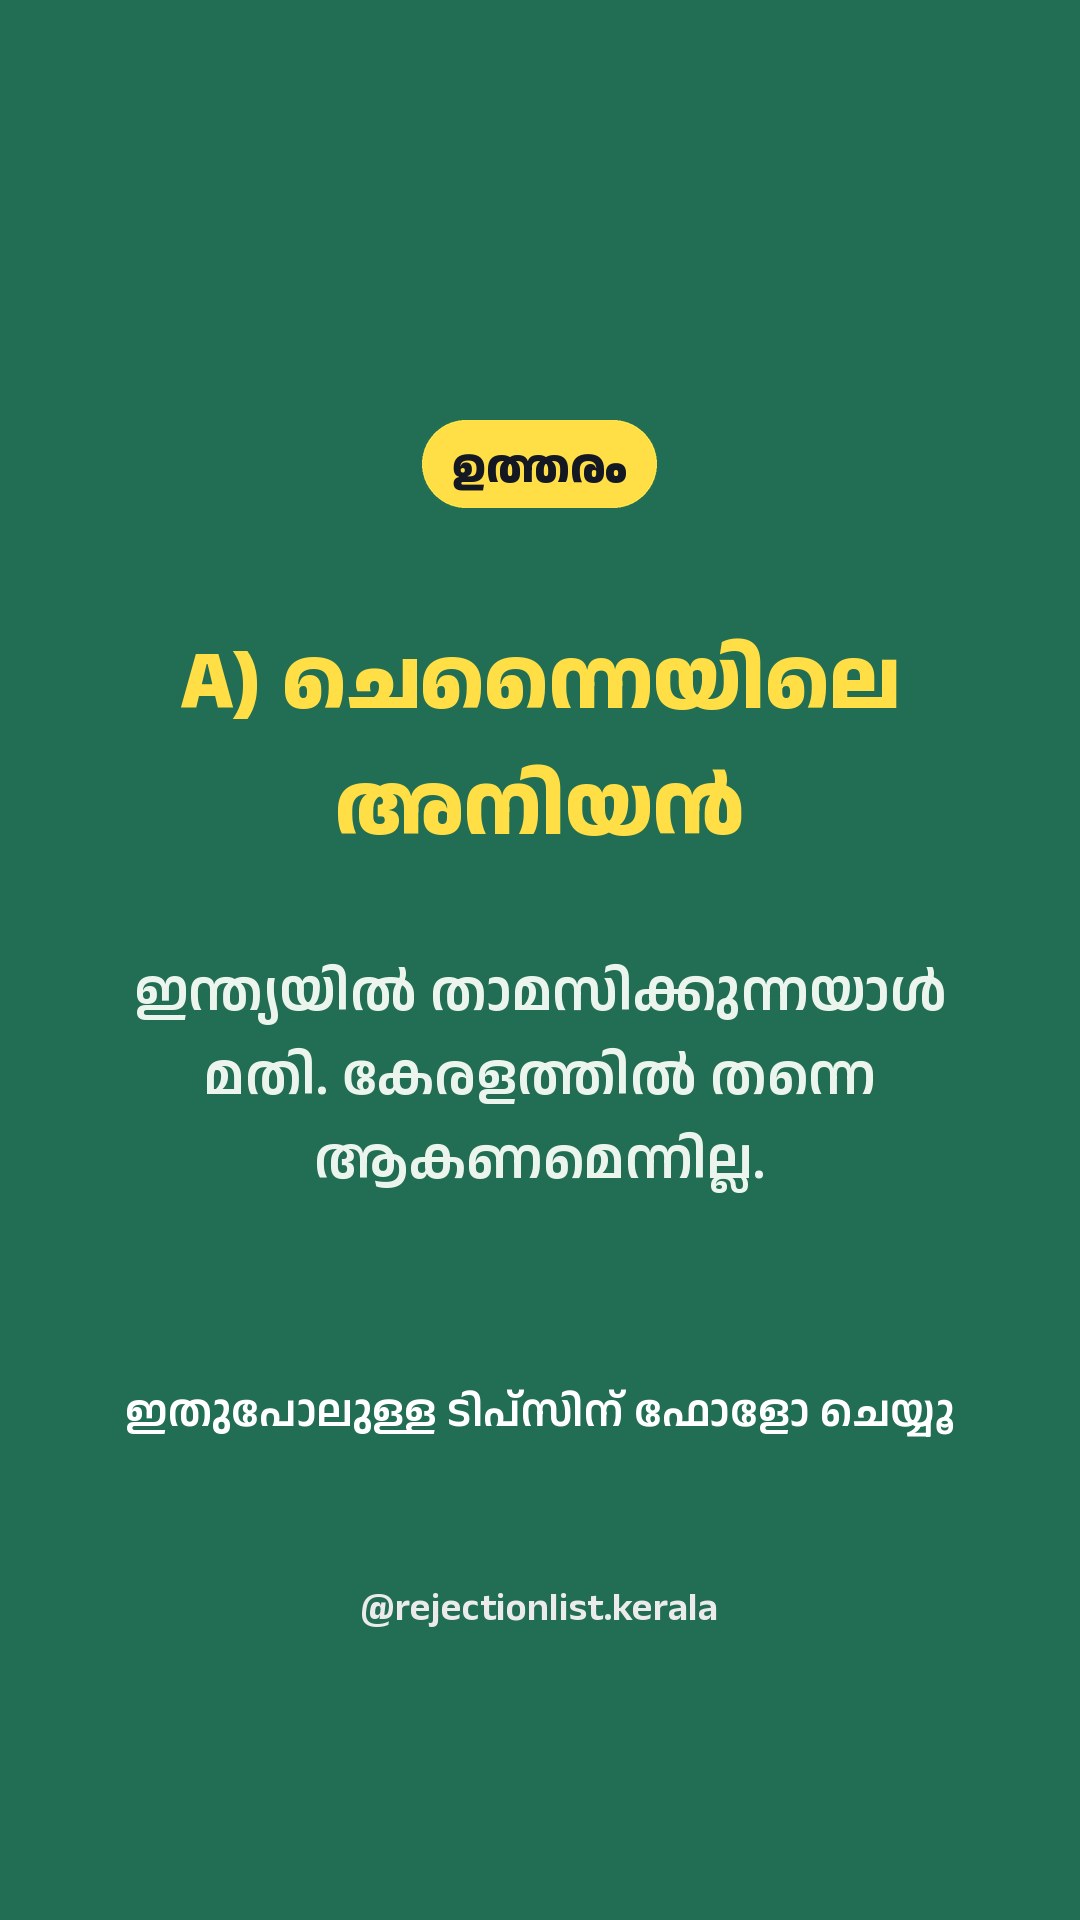 ഉത്തരം
A) ചെന്നൈയിലെ
അനിയൻ
ഇന്ത്യയിൽ താമസിക്കുന്നയാൾ
മതി. കേരളത്തിൽ തന്നെ
ആകണമെന്നില്ല.
ഇതുപോലുള്ള ടിപ്സിന് ഫോളോ ചെയ്യൂ
@rejectionlist.kerala